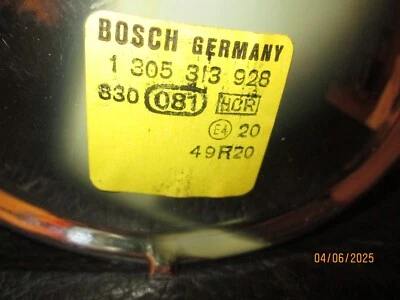 BOSCH GERMANY
1 305 313 928
830 081 HCR
E4 20
49R20
04/06/2025